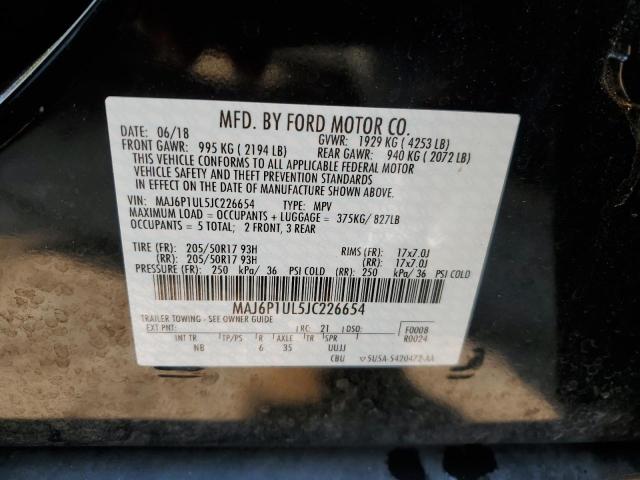 MFD. BY FORD MOTOR CO.
DATE: 06/18 GVWR: 1929 KG ( 4253 LB)
FRONT GAWR: 995 KG ( 2194 LB) REAR GAWR: 940 KG ( 2072 LB)
THIS VEHICLE CONFORMS TO ALL APPLICABLE FEDERAL MOTOR
VEHICLE SAFETY AND THEFT PREVENTION STANDARDS
IN EFFECT ON THE DATE OF MANUFACTURE SHOWN ABOVE.
VIN: MAJ6P1UL5JC226654 TYPE: MPV
MAXIMUM LOAD = OCCUPANTS + LUGGAGE = 375KG/ 827LB
OCCUPANTS = 5 TOTAL; 2 FRONT, 3 REAR
TIRE (FR): 205/50R17 93H RIMS (FR): 17x7.0J
(RR): 205/50R17 93H (RR): 17x7.0J
PRESSURE (FR): 250 kPa/ 36 PSI COLD (RR): 250 kPa/ 36 PSI COLD
MAJ6P1UL5JC226654
TRAILER TOWING - SEE OWNER GUIDE
EXT PNT: RC: 21 DSO: F0008
INT TR TP/PS R AXLE TR SPR R0024
NB 6 35 UUJJ
CBU 5U5A-5420472-AA